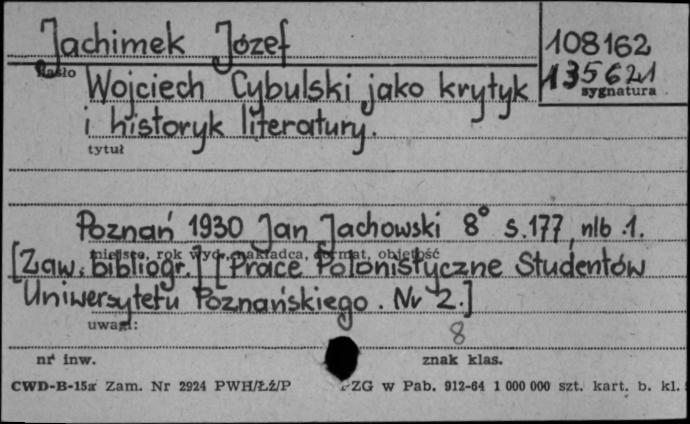 Jachimek Józef
108162
135621
hasło
sygnatura
Wojciech Cybulski jako krytyk
i historyk literatury.
tytuł
Poznań 1930 Jan Jachowski 8° s.177, nlb .1.
miejsce, rok wyd., nakładca, format, objętość
[Zaw. bibliogr.] [Prace Polonistyczne Studentów
Uniwersytetu Poznańskiego. Nr 2.]
uwagi:
8
nr inw.
znak klas.
CWD-B-15a Zam. Nr 2924 PWH/Łź/P PZG w Pab. 912-64 1 000 000 szt. kart. b. kl.